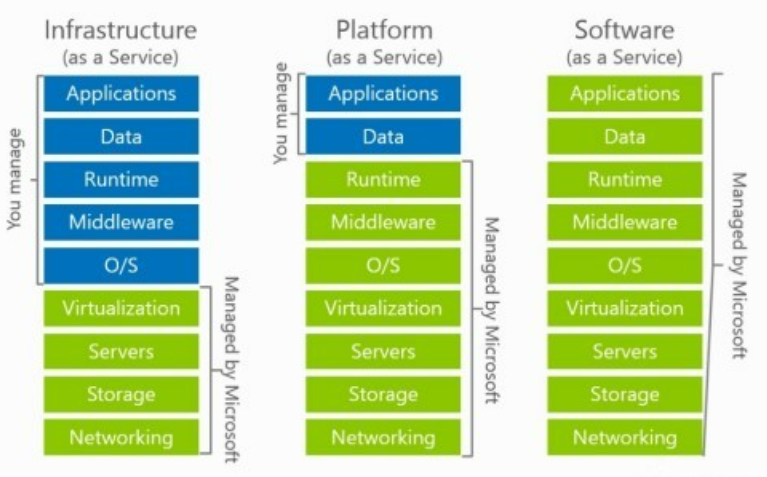 Infrastructure
(as a Service)
You manage
Applications
Data
Runtime
Middleware
O/S
Virtualization
Servers
Storage
Networking
Managed by Microsoft
Platform
(as a Service)
You manage
Applications
Data
Runtime
Middleware
O/S
Virtualization
Servers
Storage
Networking
Managed by Microsoft
Software
(as a Service)
Applications
Data
Runtime
Middleware
O/S
Virtualization
Servers
Storage
Networking
Managed by Microsoft